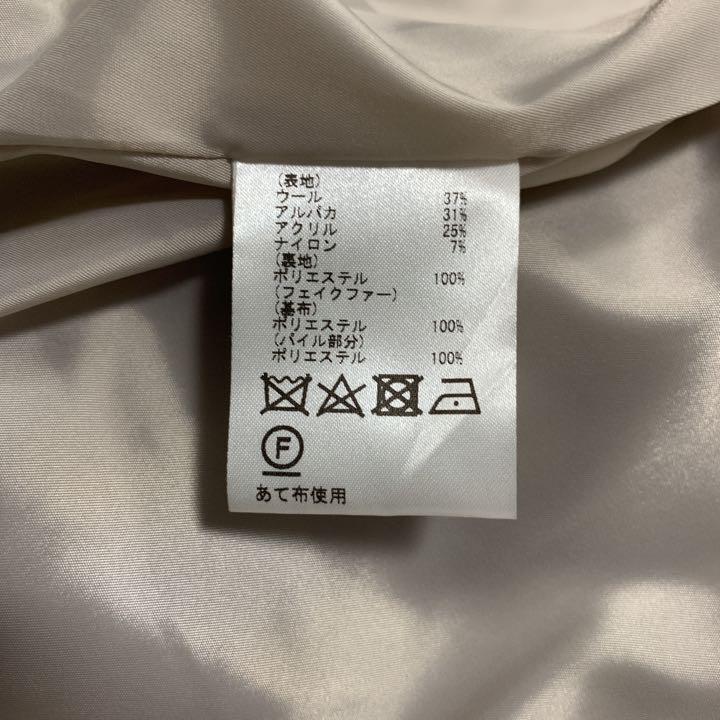 (表地)
ウール 37%
アルパカ 31%
アクリル 25%
ナイロン 7%
(裏地)
ポリエステル 100%
(フェイクファー)
(基布)
ポリエステル 100%
(パイル部分)
ポリエステル 100%
F
あて布使用